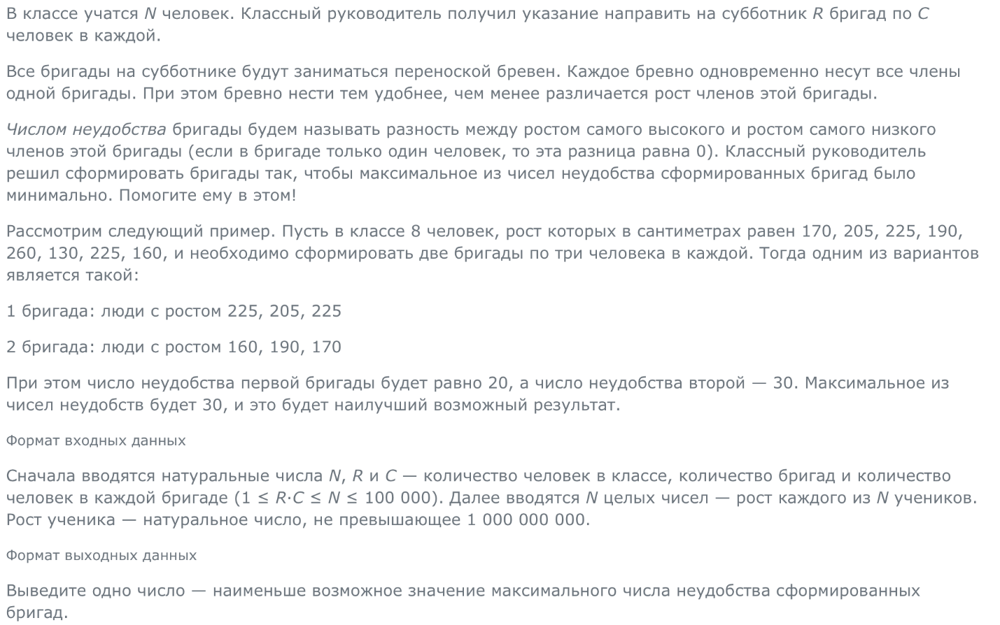 В классе учатся N человек. Классный руководитель получил указание направить на субботник R бригад по C
человек в каждой.
Все бригады на субботнике будут заниматься переноской бревен. Каждое бревно одновременно несут все члены
одной бригады. При этом бревно нести тем удобнее, чем менее различается рост членов этой бригады.
Числом неудобства бригады будем называть разность между ростом самого высокого и ростом самого низкого
членов этой бригады (если в бригаде только один человек, то эта разница равна 0). Классный руководитель
решил сформировать бригады так, чтобы максимальное из чисел неудобства сформированных бригад было
минимально. Помогите ему в этом!
Рассмотрим следующий пример. Пусть в классе 8 человек, рост которых в сантиметрах равен 170, 205, 225, 190,
260, 130, 225, 160, и необходимо сформировать две бригады по три человека в каждой. Тогда одним из вариантов
является такой:
1 бригада: люди с ростом 225, 205, 225
2 бригада: люди с ростом 160, 190, 170
При этом число неудобства первой бригады будет равно 20, а число неудобства второй — 30. Максимальное из
чисел неудобств будет 30, и это будет наилучший возможный результат.
Формат входных данных
Сначала вводятся натуральные числа N, R и C — количество человек в классе, количество бригад и количество
человек в каждой бригаде (1 ≤ R·C ≤ N ≤ 100 000). Далее вводятся N целых чисел — рост каждого из N учеников.
Рост ученика — натуральное число, не превышающее 1 000 000 000.
Формат выходных данных
Выведите одно число — наименьше возможное значение максимального числа неудобства сформированных
бригад.